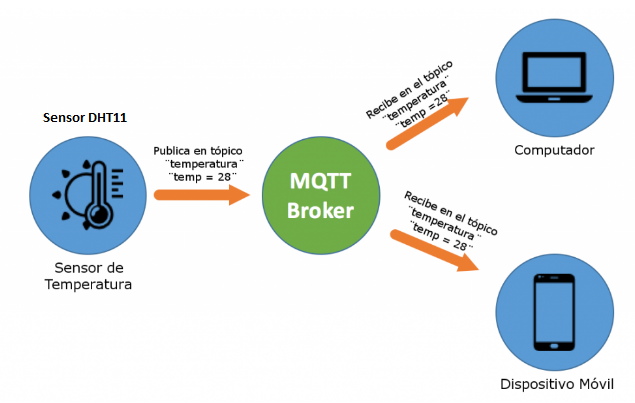 Sensor DHT11
Publica en tópico
¨temperatura¨
¨temp = 28¨
Sensor de
Temperatura
MQTT
Broker
Recibe en el tópico
¨temperatura¨
¨temp =28¨
Computador
Recibe en el tópico
¨temperatura¨
¨temp = 28¨
Dispositivo Móvil